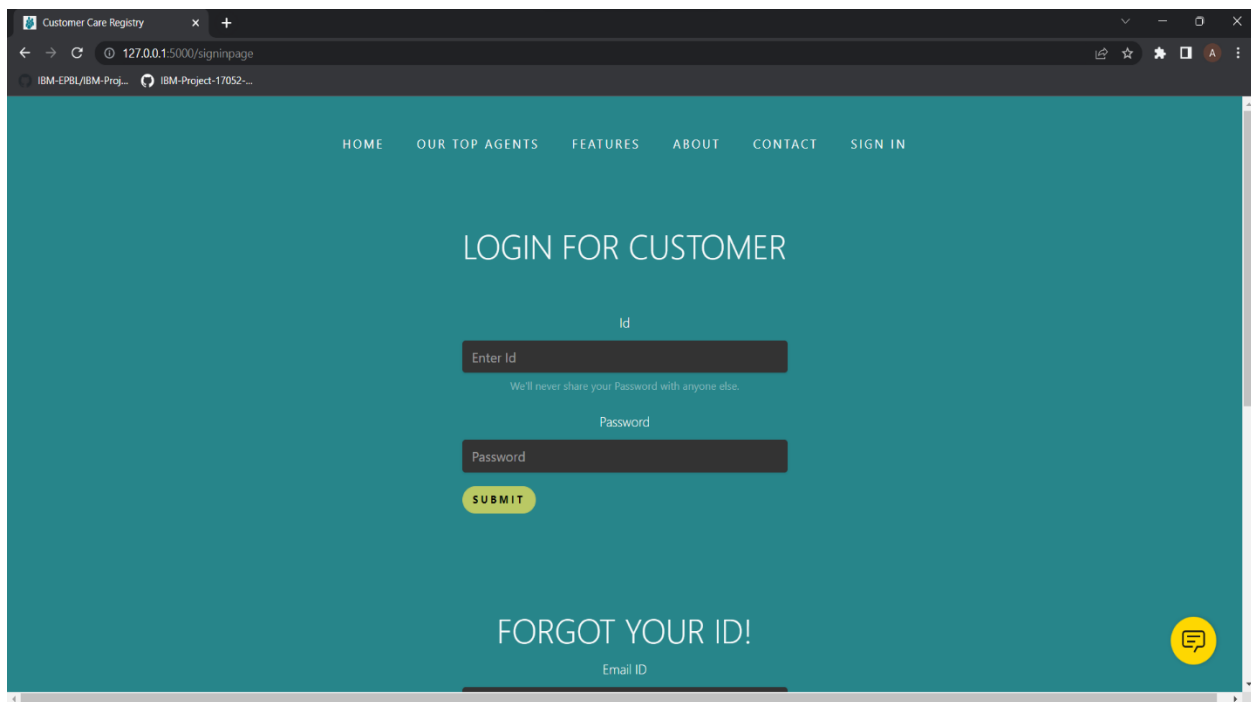 Customer Care Registry
127.0.0.1:5000/signinpage
A
IBM-EPBL/IBM-Proj... IBM-Project-17052-...
HOME OUR TOP AGENTS FEATURES ABOUT CONTACT SIGN IN
LOGIN FOR CUSTOMER
Id
Enter Id
We'll never share your Password with anyone else.
Password
Password
SUBMIT
FORGOT YOUR ID!
Email ID